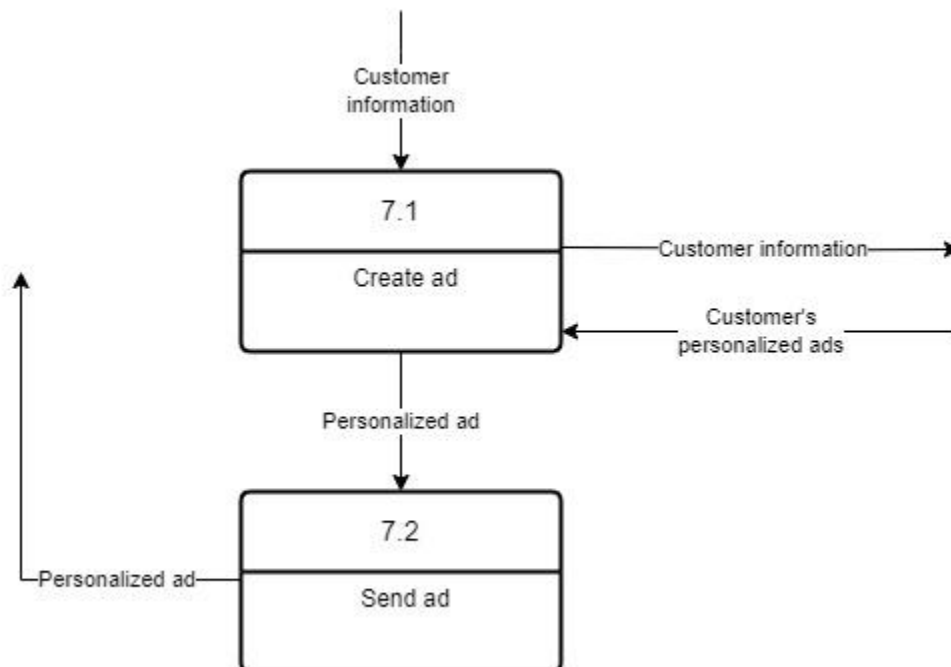 Customer
information
7.1
Customer information
Create ad
Customer's
personalized ads
Personalized ad
7.2
Personalized ad
Send ad